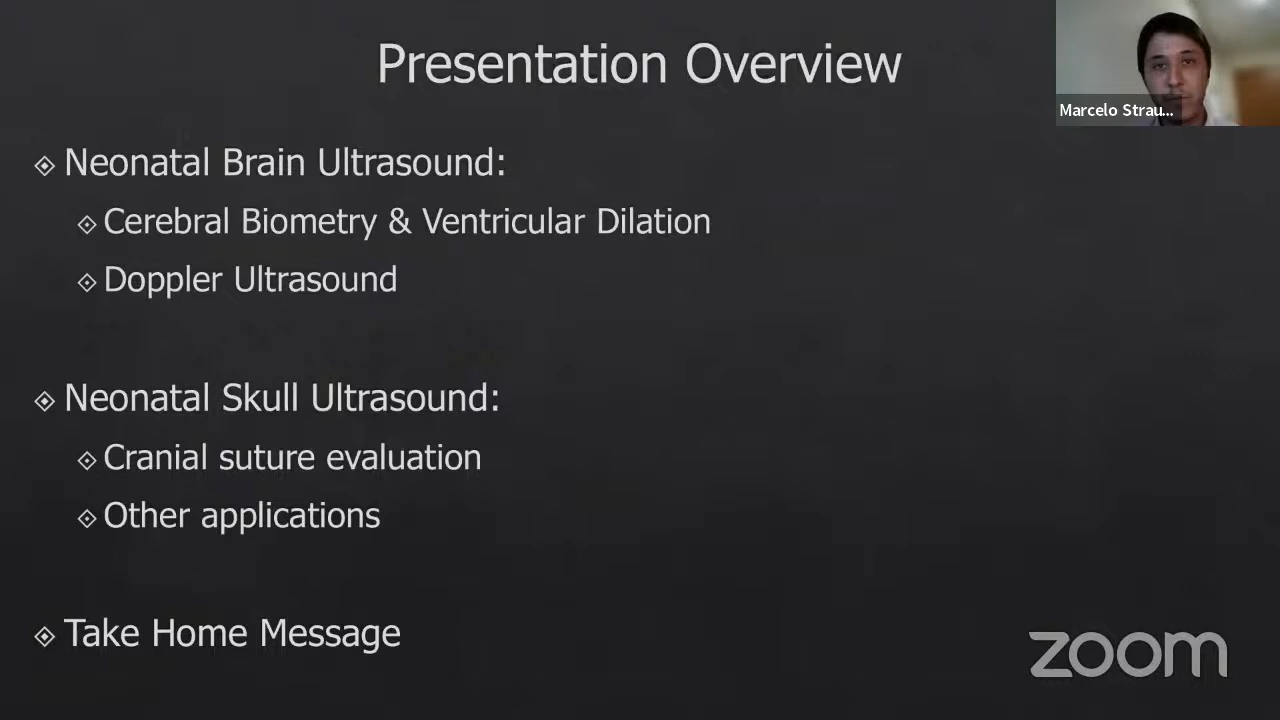 Presentation Overview
Marcelo Strau...
Neonatal Brain Ultrasound:
Cerebral Biometry & Ventricular Dilation
Doppler Ultrasound
Neonatal Skull Ultrasound:
Cranial suture evaluation
Other applications
Take Home Message
zoom